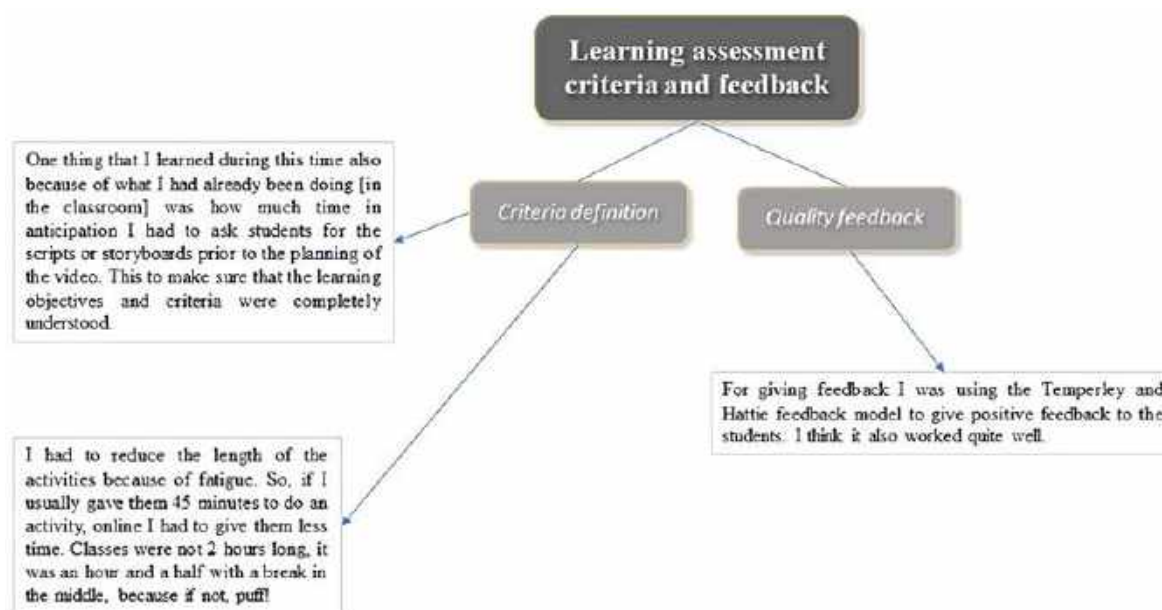 Learning assessment
criteria and feedback
One thing that I learned during this time also
because of what I had already been doing [in
the classroom] was how much time in
anticipation I had to ask students for the
scripts or storyboards prior to the planning of
the video. This to make sure that the learning
objectives and criteria were completely
understood.
Criteria definition
Quality feedback
For giving feedback I was using the Temperley and
Hattie feedback model to give positive feedback to the
students: I think it also worked quite well.
I had to reduce the length of the
activities because of fatigue. So, if I
usually gave them 45 minutes to do an
activity, online I had to give them less
time. Classes were not 2 hours long, it
was an hour and a half with a break in
the middle, because if not, puff!